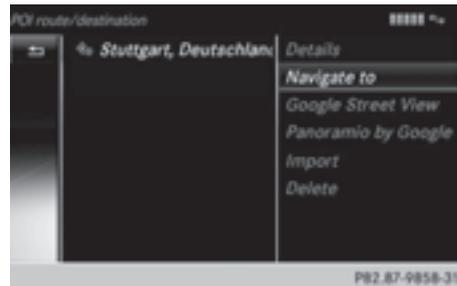 POI route/destination
Stuttgart, Deutschlan
Details
Navigate to
Google Street View
Panoramio by Google
Import
Delete
P82.87-9858-31